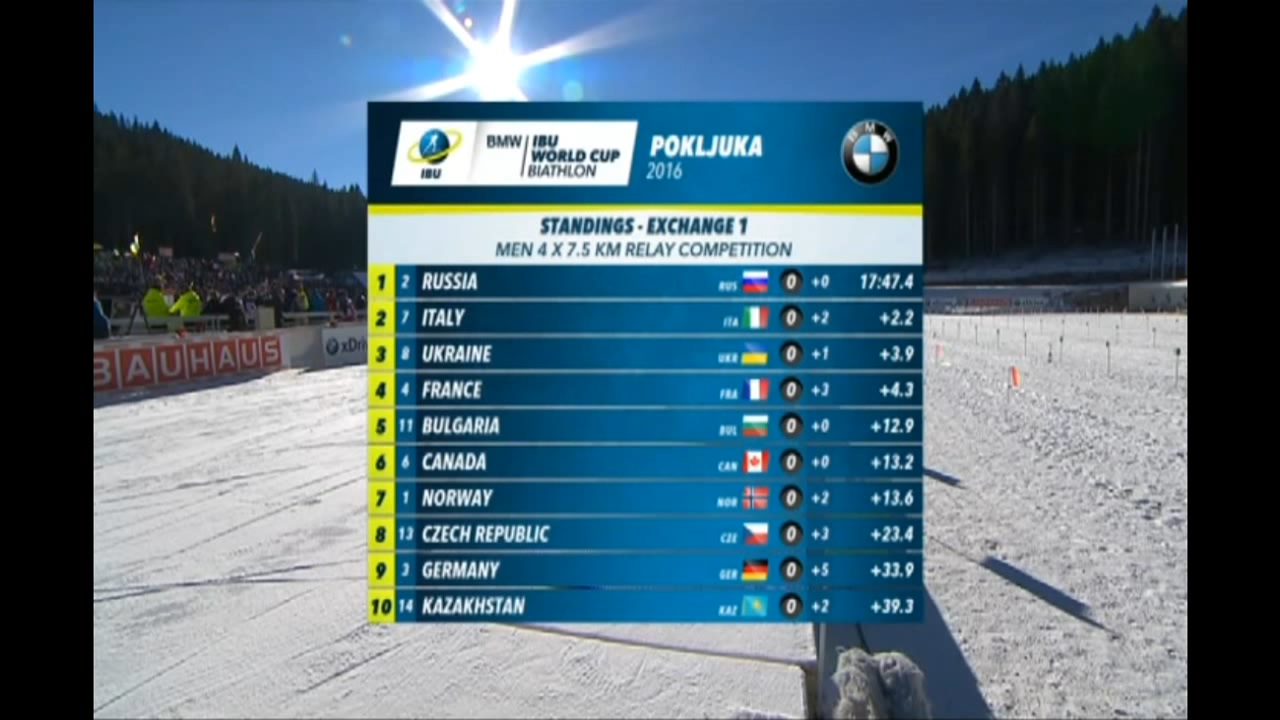 BMW IBU WORLD CUP BIATHLON
IBU
POKLJUKA
2016
BMW
STANDINGS - EXCHANGE 1
MEN 4 X 7.5 KM RELAY COMPETITION
1 2 RUSSIA RUS 0 +0 17:47.4
2 7 ITALY ITA 0 +2 +2.2
3 8 UKRAINE UKR 0 +1 +3.9
4 4 FRANCE FRA 0 +3 +4.3
5 11 BULGARIA BUL 0 +0 +12.9
6 6 CANADA CAN 0 +0 +13.2
7 1 NORWAY NOR 0 +2 +13.6
8 13 CZECH REPUBLIC CZE 0 +3 +23.4
9 3 GERMANY GER 0 +5 +33.9
10 14 KAZAKHSTAN KAZ 0 +2 +39.3
BAUHAUS
xDri